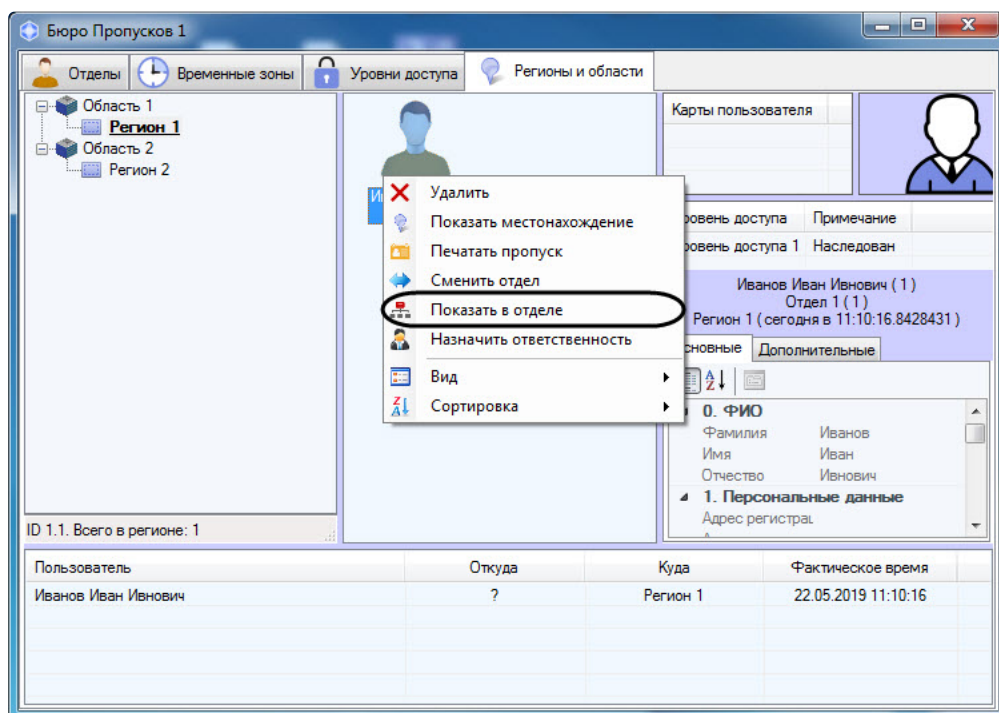 Бюро Пропусков 1
Отделы Временные зоны Уровни доступа Регионы и области
Область 1
Регион 1
Область 2
Регион 2
ID 1.1. Всего в регионе: 1
Удалить
Показать местонахождение
Печатать пропуск
Сменить отдел
Показать в отделе
Назначить ответственность
Вид
Сортировка
Карты пользователя
доступа Примечание
доступа 1 Наследован
Иванов Иван Ивнович ( 1 )
Отдел 1 ( 1 )
Регион 1 ( сегодня в 11:10:16.8428431 )
Дополнительные
0. ФИО
Фамилия Иванов
Имя Иван
Отчество Ивнович
1. Персональные данные
Адрес
Пользователь Откуда Куда Фактическое время
Иванов Иван Ивнович ? Регион 1 22.05.2019 11:10:16